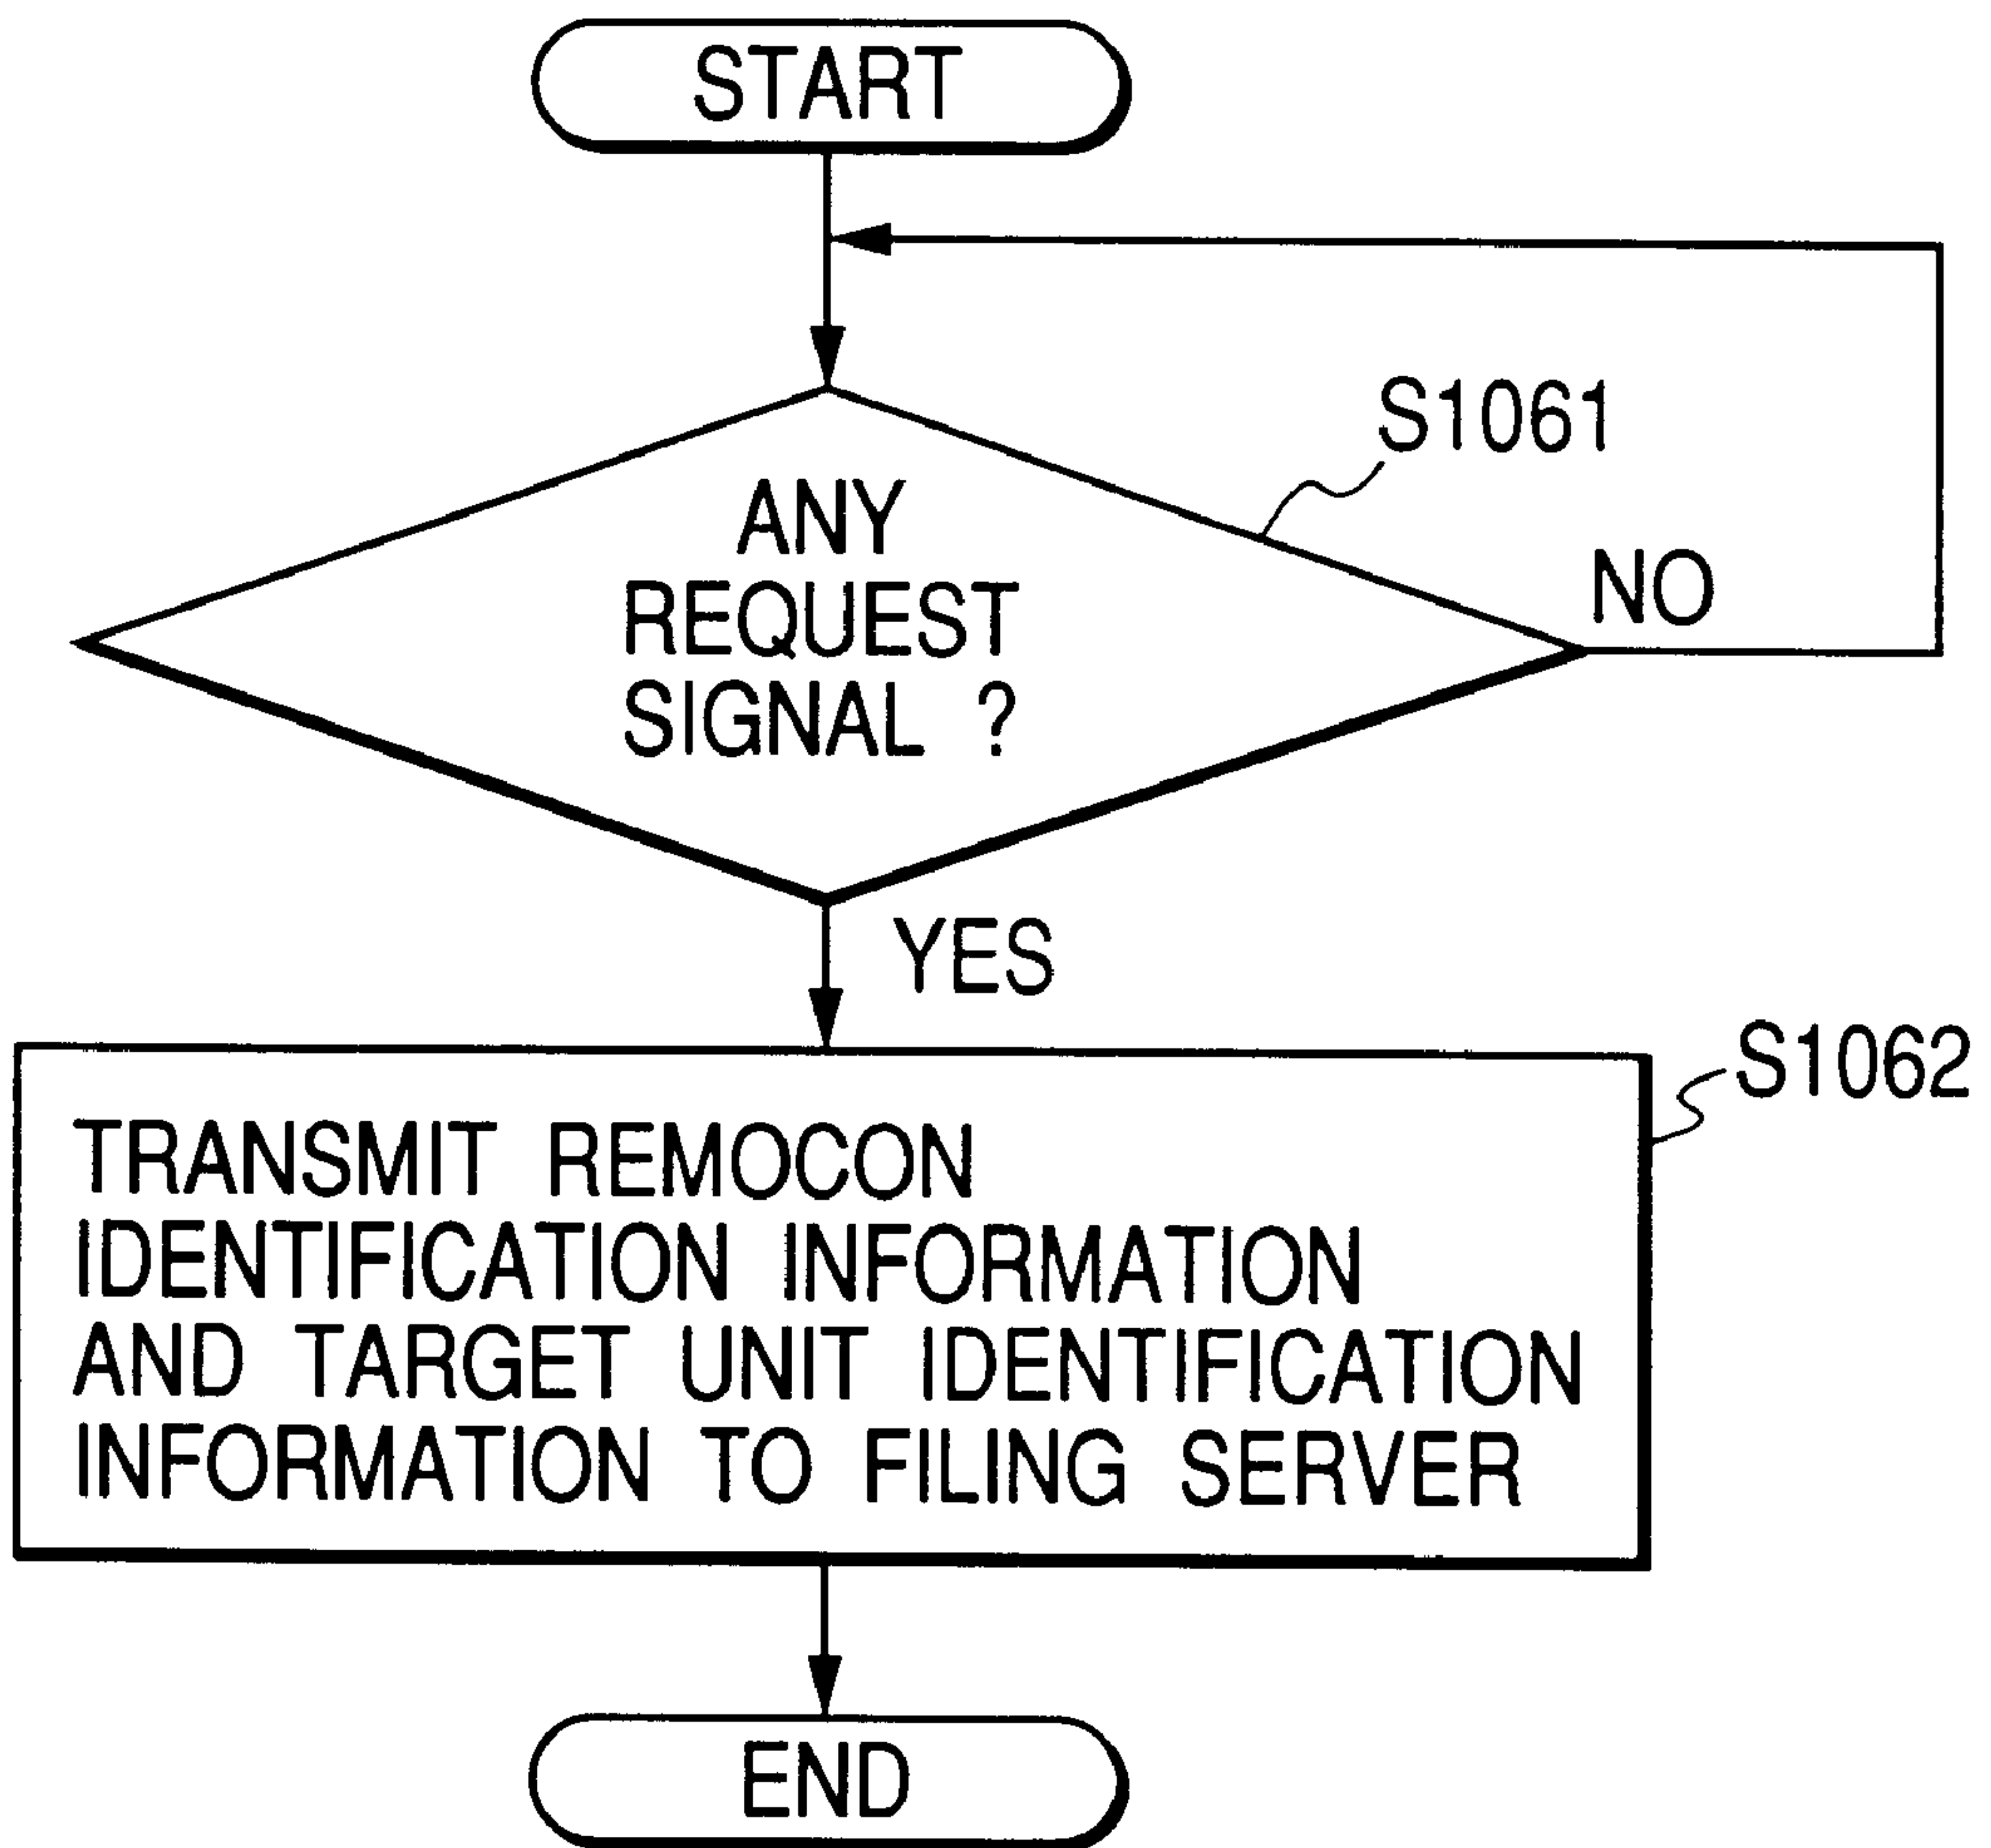 START
S1061
ANY
REQUEST
SIGNAL ?
NO
YES
S1062
TRANSMIT REMOCON
IDENTIFICATION INFORMATION
AND TARGET UNIT IDENTIFICATION
INFORMATION TO FILING SERVER
END